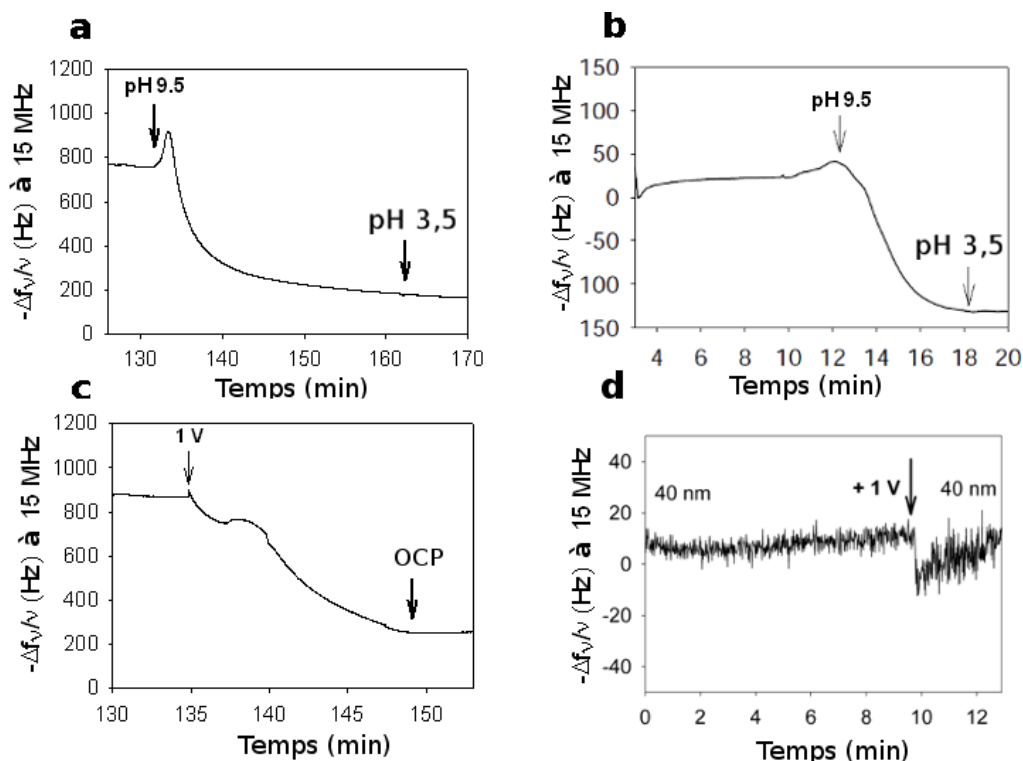 a
-Δfν/ν (Hz) à 15 MHz
1200
1000
800
600
400
200
0
pH 9.5
pH 3,5
130
140
150
160
170
Temps (min)
b
-Δfν/ν (Hz) à 15 MHz
150
100
50
0
-50
100
150
pH 9.5
pH 3,5
4
6
8
10
12
14
16
18
20
Temps (min)
c
-Δfν/ν (Hz) à 15 MHz
1200
1000
800
600
400
200
0
1 V
OCP
130
135
140
145
150
Temps (min)
d
-Δfν/ν (Hz) à 15 MHz
40
20
0
-20
-40
40 nm
+ 1 V
40 nm
0
2
4
6
8
10
12
Temps (min)